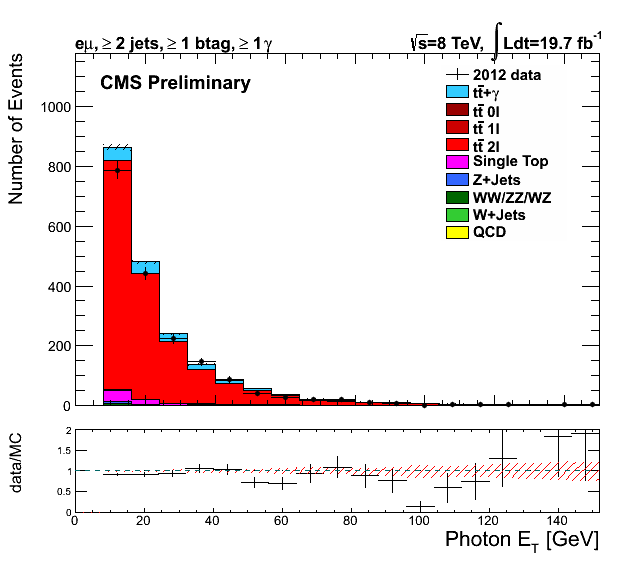 eμ, ≥ 2 jets, ≥ 1 btag, ≥ 1γ
√s=8 TeV, ∫Ldt=19.7 fb⁻¹
CMS Preliminary
2012 data
tt̄+γ
tt̄ 0l
tt̄ 1l
tt̄ 2l
Single Top
Z+Jets
WW/ZZ/WZ
W+Jets
QCD
Number of Events
1000
800
600
400
200
0
data/MC
2
1.5
1
0.5
0
0 20 40 60 80 100 120 140
Photon E_T [GeV]